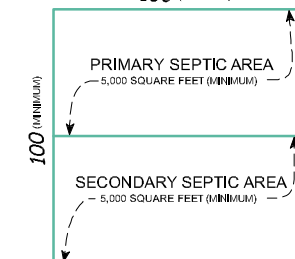 PRIMARY SEPTIC AREA
5,000 SQUARE FEET (MINIMUM)
100 (MINIMUM)
SECONDARY SEPTIC AREA
5,000 SQUARE FEET (MINIMUM)